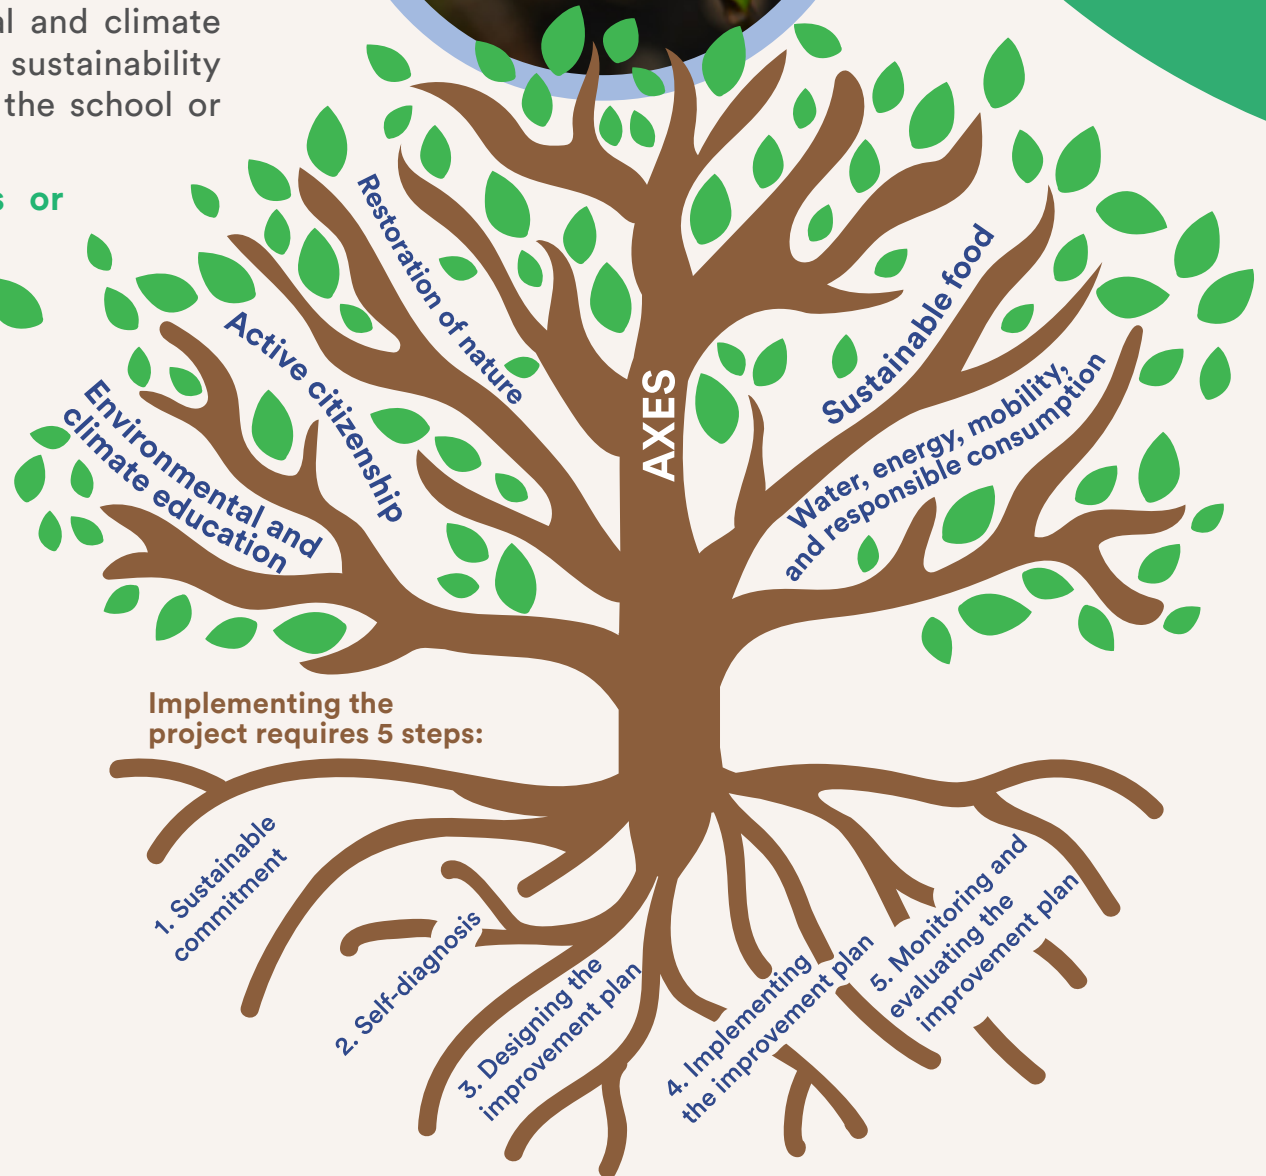 al and climate
sustainability
the school or
s or
Restoration of nature
Active citizenship
Environmental and
climate education
AXES
Sustainable food
Water, energy, mobility,
and responsible consumption
Implementing the
project requires 5 steps:
1. Sustainable
commitment
2. Self-diagnosis
3. Designing the
improvement plan
4. Implementing
the improvement plan
5. Monitoring and
evaluating the
improvement plan